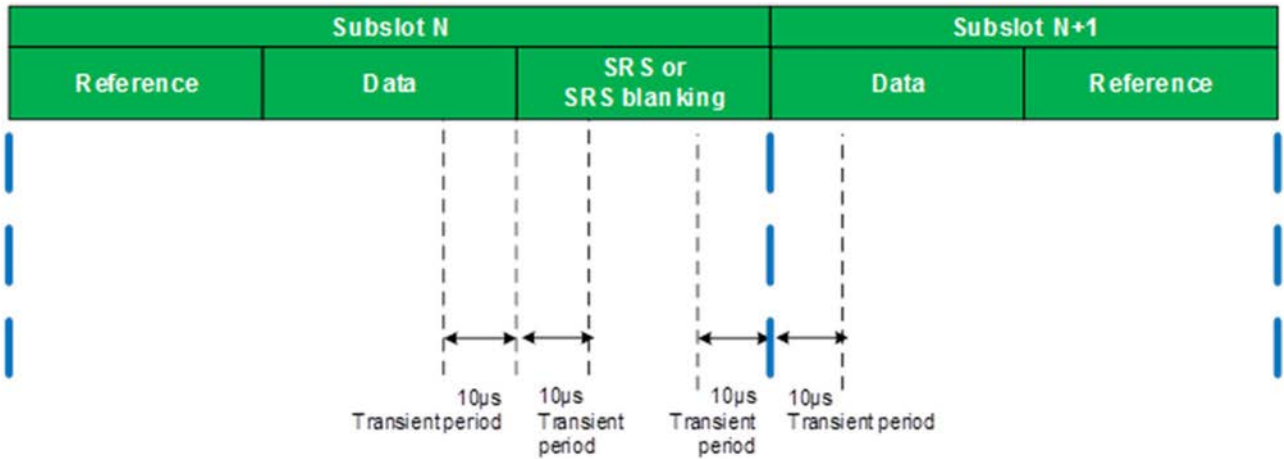 Subslot N
Subslot N+1
Reference
Data
SRS or
SRS blanking
Data
Reference
10µs
Transient period
10µs
Transient
period
10µs
Transient
period
10µs
Transient period